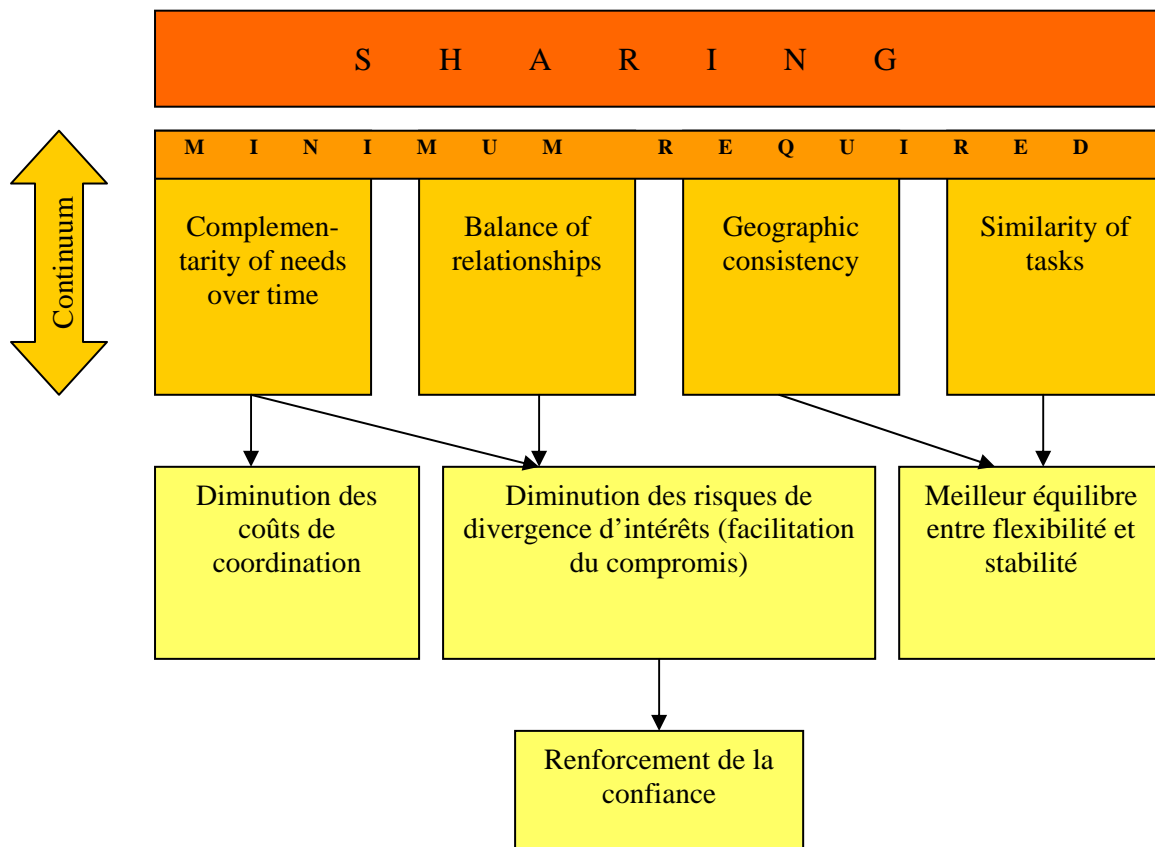 S H A R I N G
M I N I M U M R E Q U I R E D
Continuum
Complemen-
tarity of needs
over time
Balance of
relationships
Geographic
consistency
Similarity of
tasks
Diminution des
coûts de
coordination
Diminution des risques de
divergence d’intérêts (facilitation
du compromis)
Meilleur équilibre
entre flexibilité et
stabilité
Renforcement de la
confiance